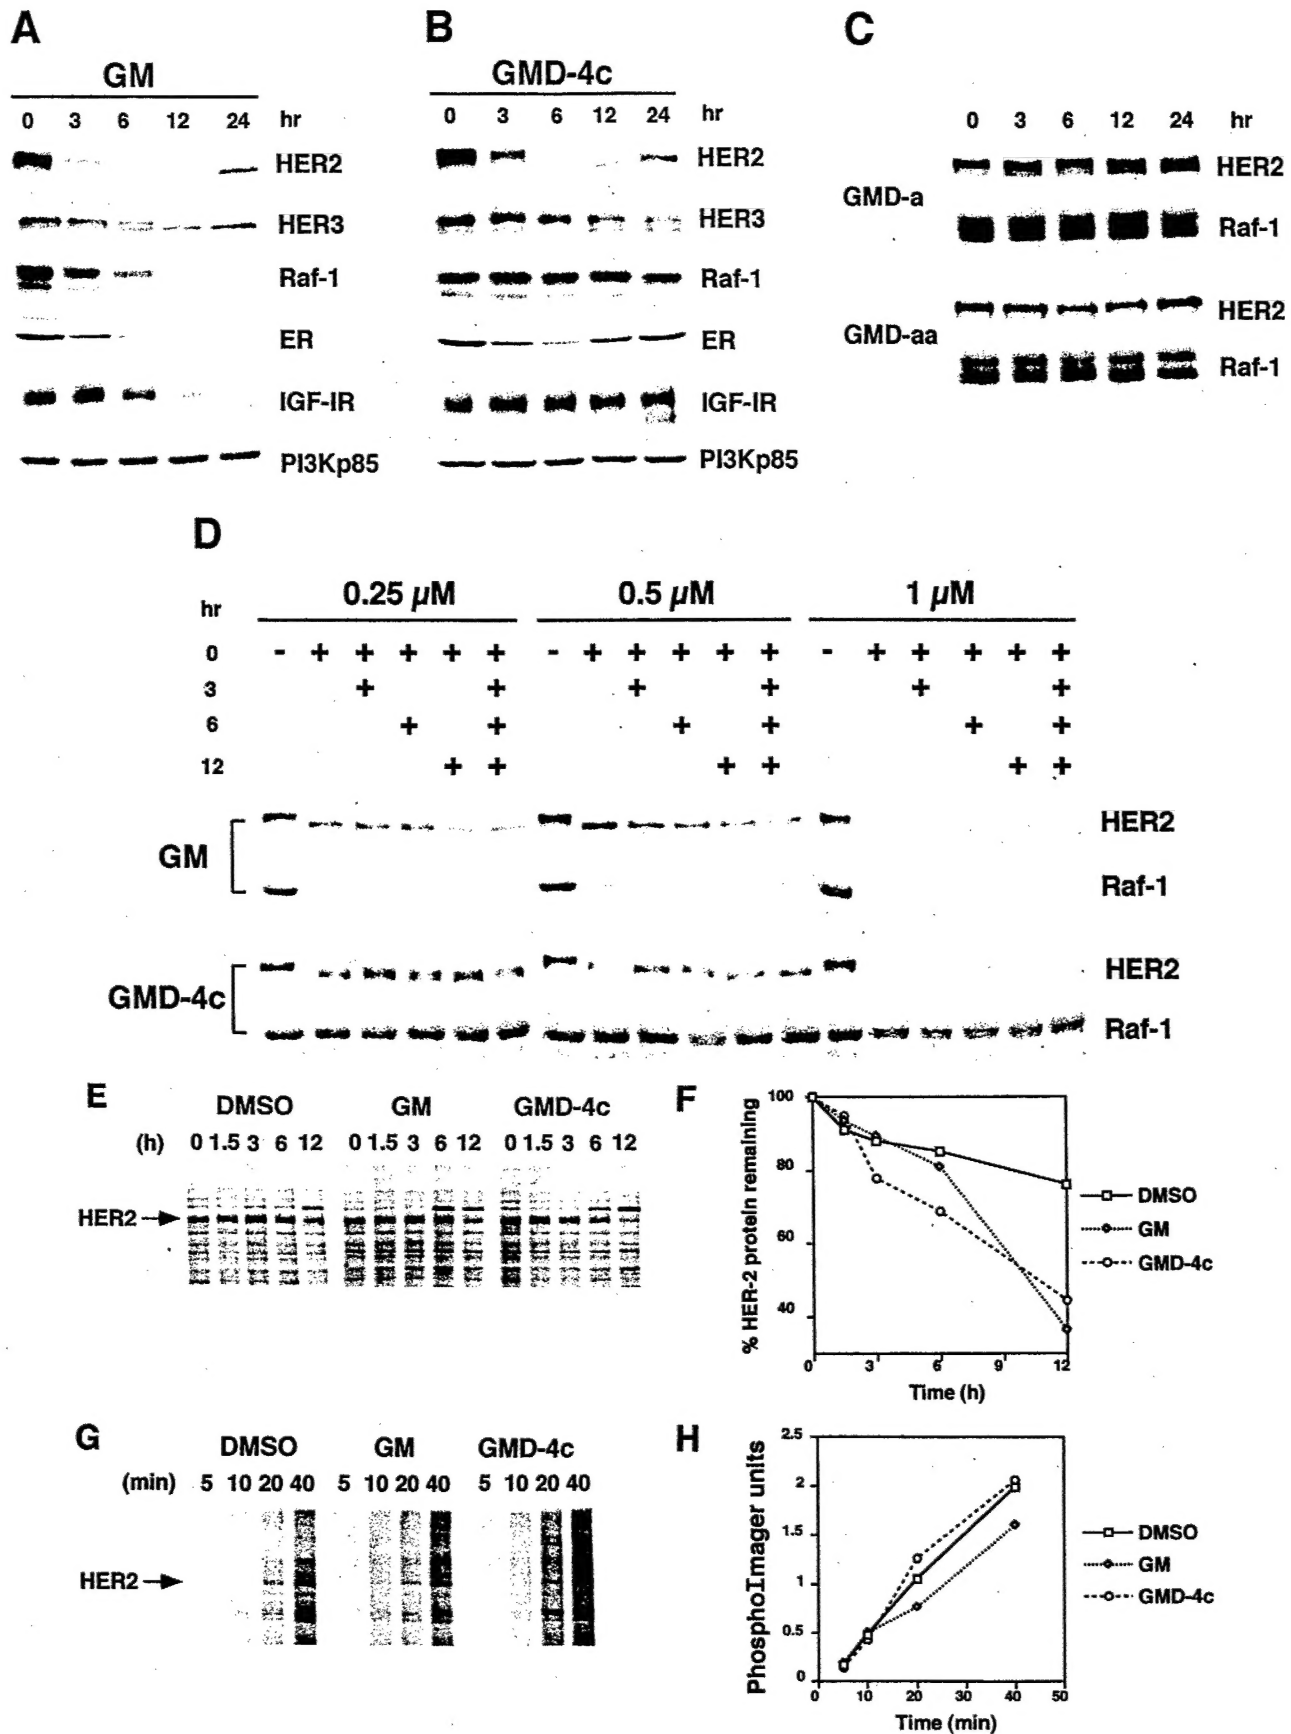 A
GM
0 3 6 12 24 hr
HER2
HER3
Raf-1
ER
IGF-IR
PI3Kp85
B
GMD-4c
0 3 6 12 24 hr
HER2
HER3
Raf-1
ER
IGF-IR
PI3Kp85
C
0 3 6 12 24 hr
GMD-a
HER2
Raf-1
GMD-aa
HER2
Raf-1
D
hr 0.25 µM 0.5 µM 1 µM
0 - + + + + + - + + + + + - + + + + +
3 + + + + + +
6 + + + + + +
12 + + + + + +
GM
HER2
Raf-1
GMD-4c
HER2
Raf-1
E
DMSO GM GMD-4c
(h) 0 1.5 3 6 12 0 1.5 3 6 12 0 1.5 3 6 12
HER2
F
% HER-2 protein remaining
100
80
60
40
0 3 6 9 12
Time (h)
DMSO
GM
GMD-4c
G
DMSO GM GMD-4c
(min) 5 10 20 40 5 10 20 40 5 10 20 40
HER2
H
PhosphoImager units
2.5
2
1.5
1
0.5
0
0 10 20 30 40 50
Time (min)
DMSO
GM
GMD-4c